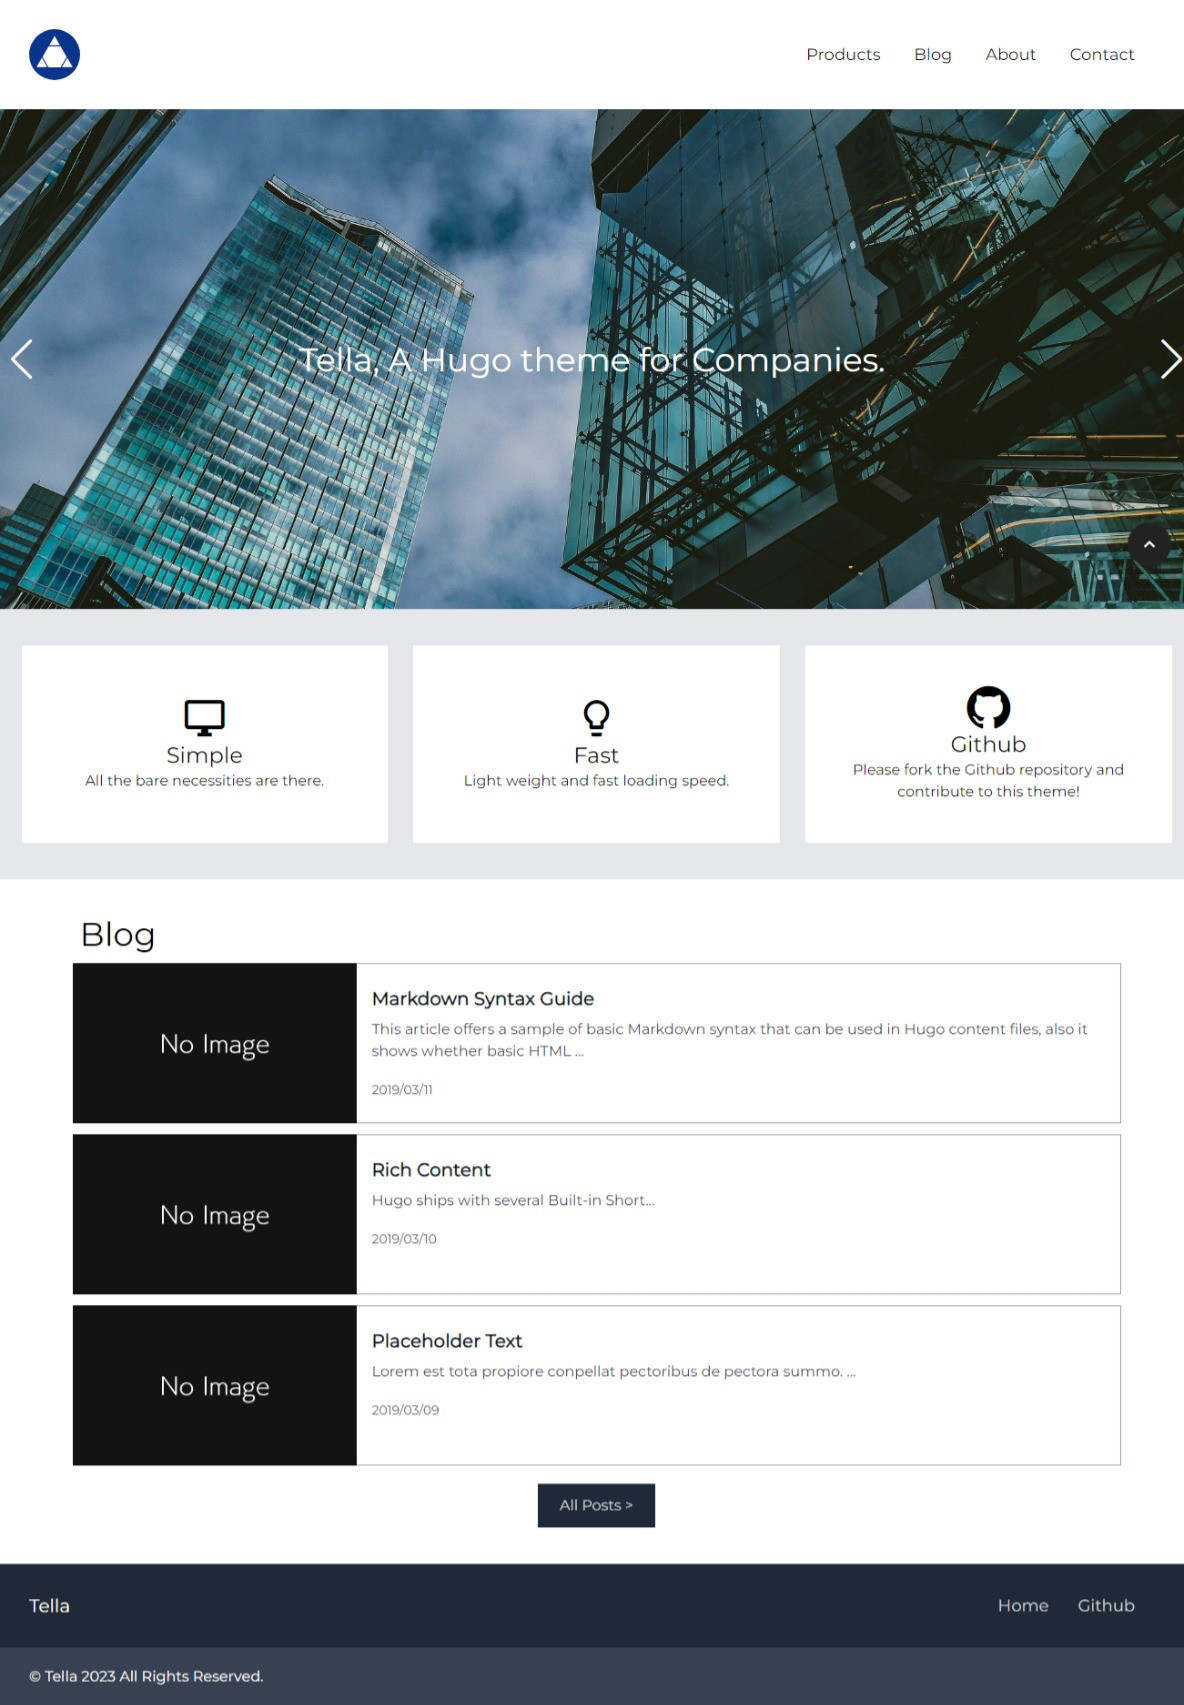 Products Blog About Contact
Tella, A Hugo theme for Companies.
Simple
All the bare necessities are there.
Fast
Light weight and fast loading speed.
Github
Please fork the Github repository and
contribute to this theme!
Blog
No Image
Markdown Syntax Guide
This article offers a sample of basic Markdown syntax that can be used in Hugo content files, also it
shows whether basic HTML ...
2019/03/11
No Image
Rich Content
Hugo ships with several Built-in Short...
2019/03/10
No Image
Placeholder Text
Lorem est tota propiore conpellat pectoribus de pectora summo. ...
2019/03/09
All Posts >
Tella
Home Github
© Tella 2023 All Rights Reserved.